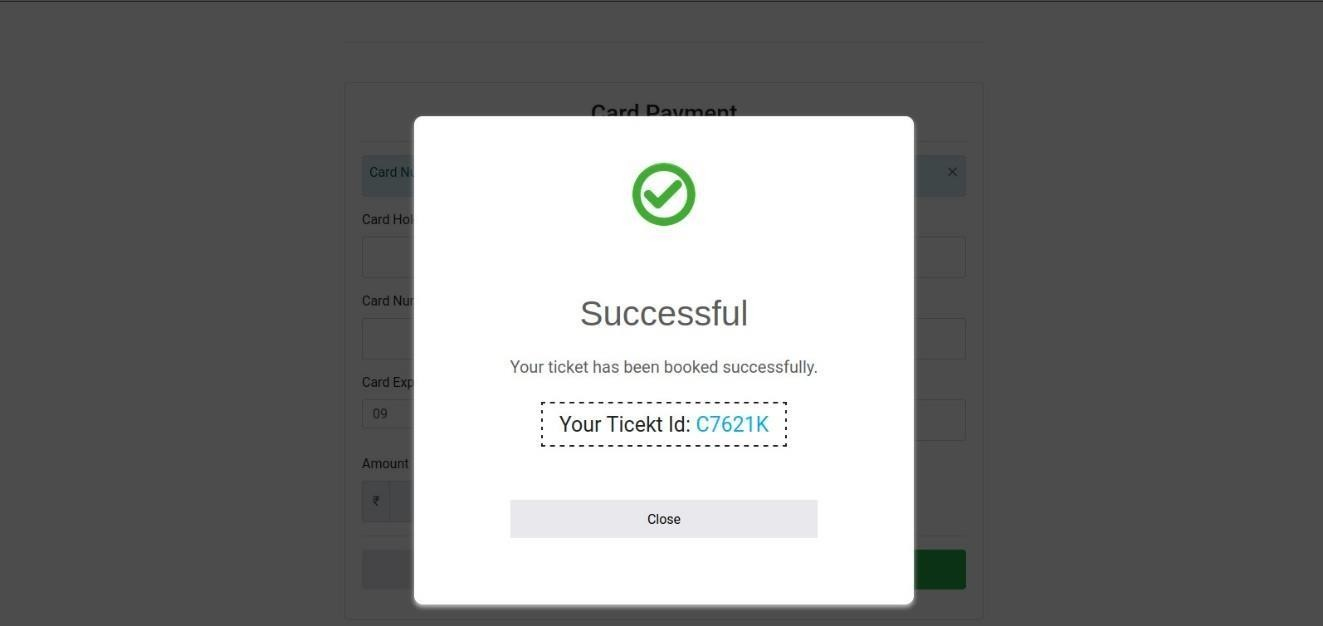 Card Payment
Card Nu
Card Hol
Card Nur
Card Exp
09
Amount
₹
Successful
Your ticket has been booked successfully.
Your Ticekt Id: C7621K
Close